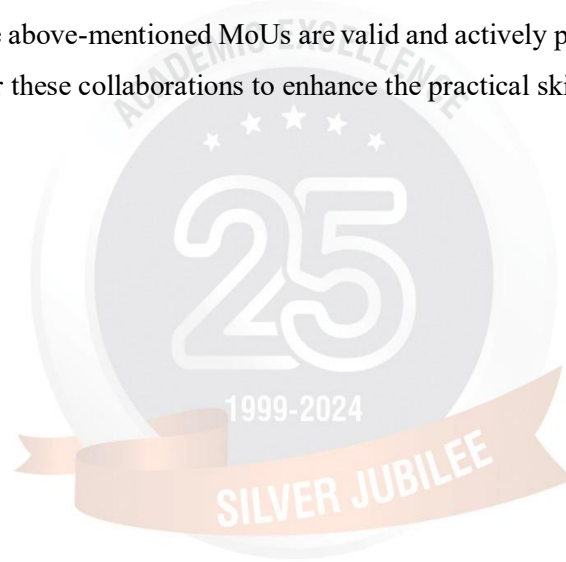 above-mentioned MoUs are valid and actively
these collaborations to enhance the practical
ACADEMIC EXCELLENCE
25
1999-2024
SILVER JUBILEE